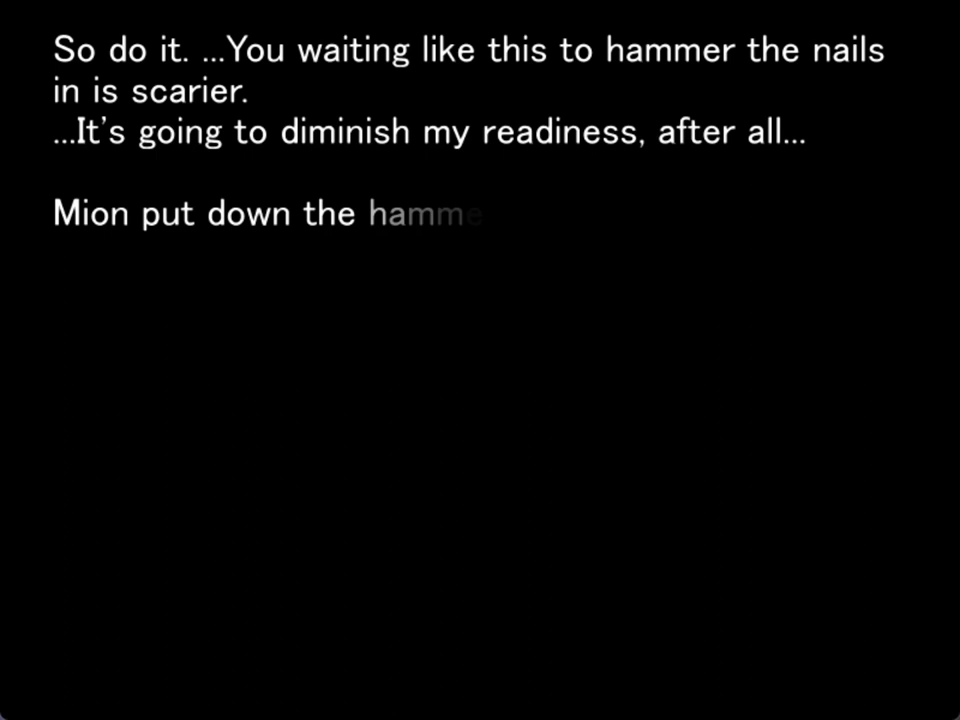 So do it. ...You waiting like this to hammer the nails
in is scarier.
...It's going to diminish my readiness, after all...
Mion put down the hamme